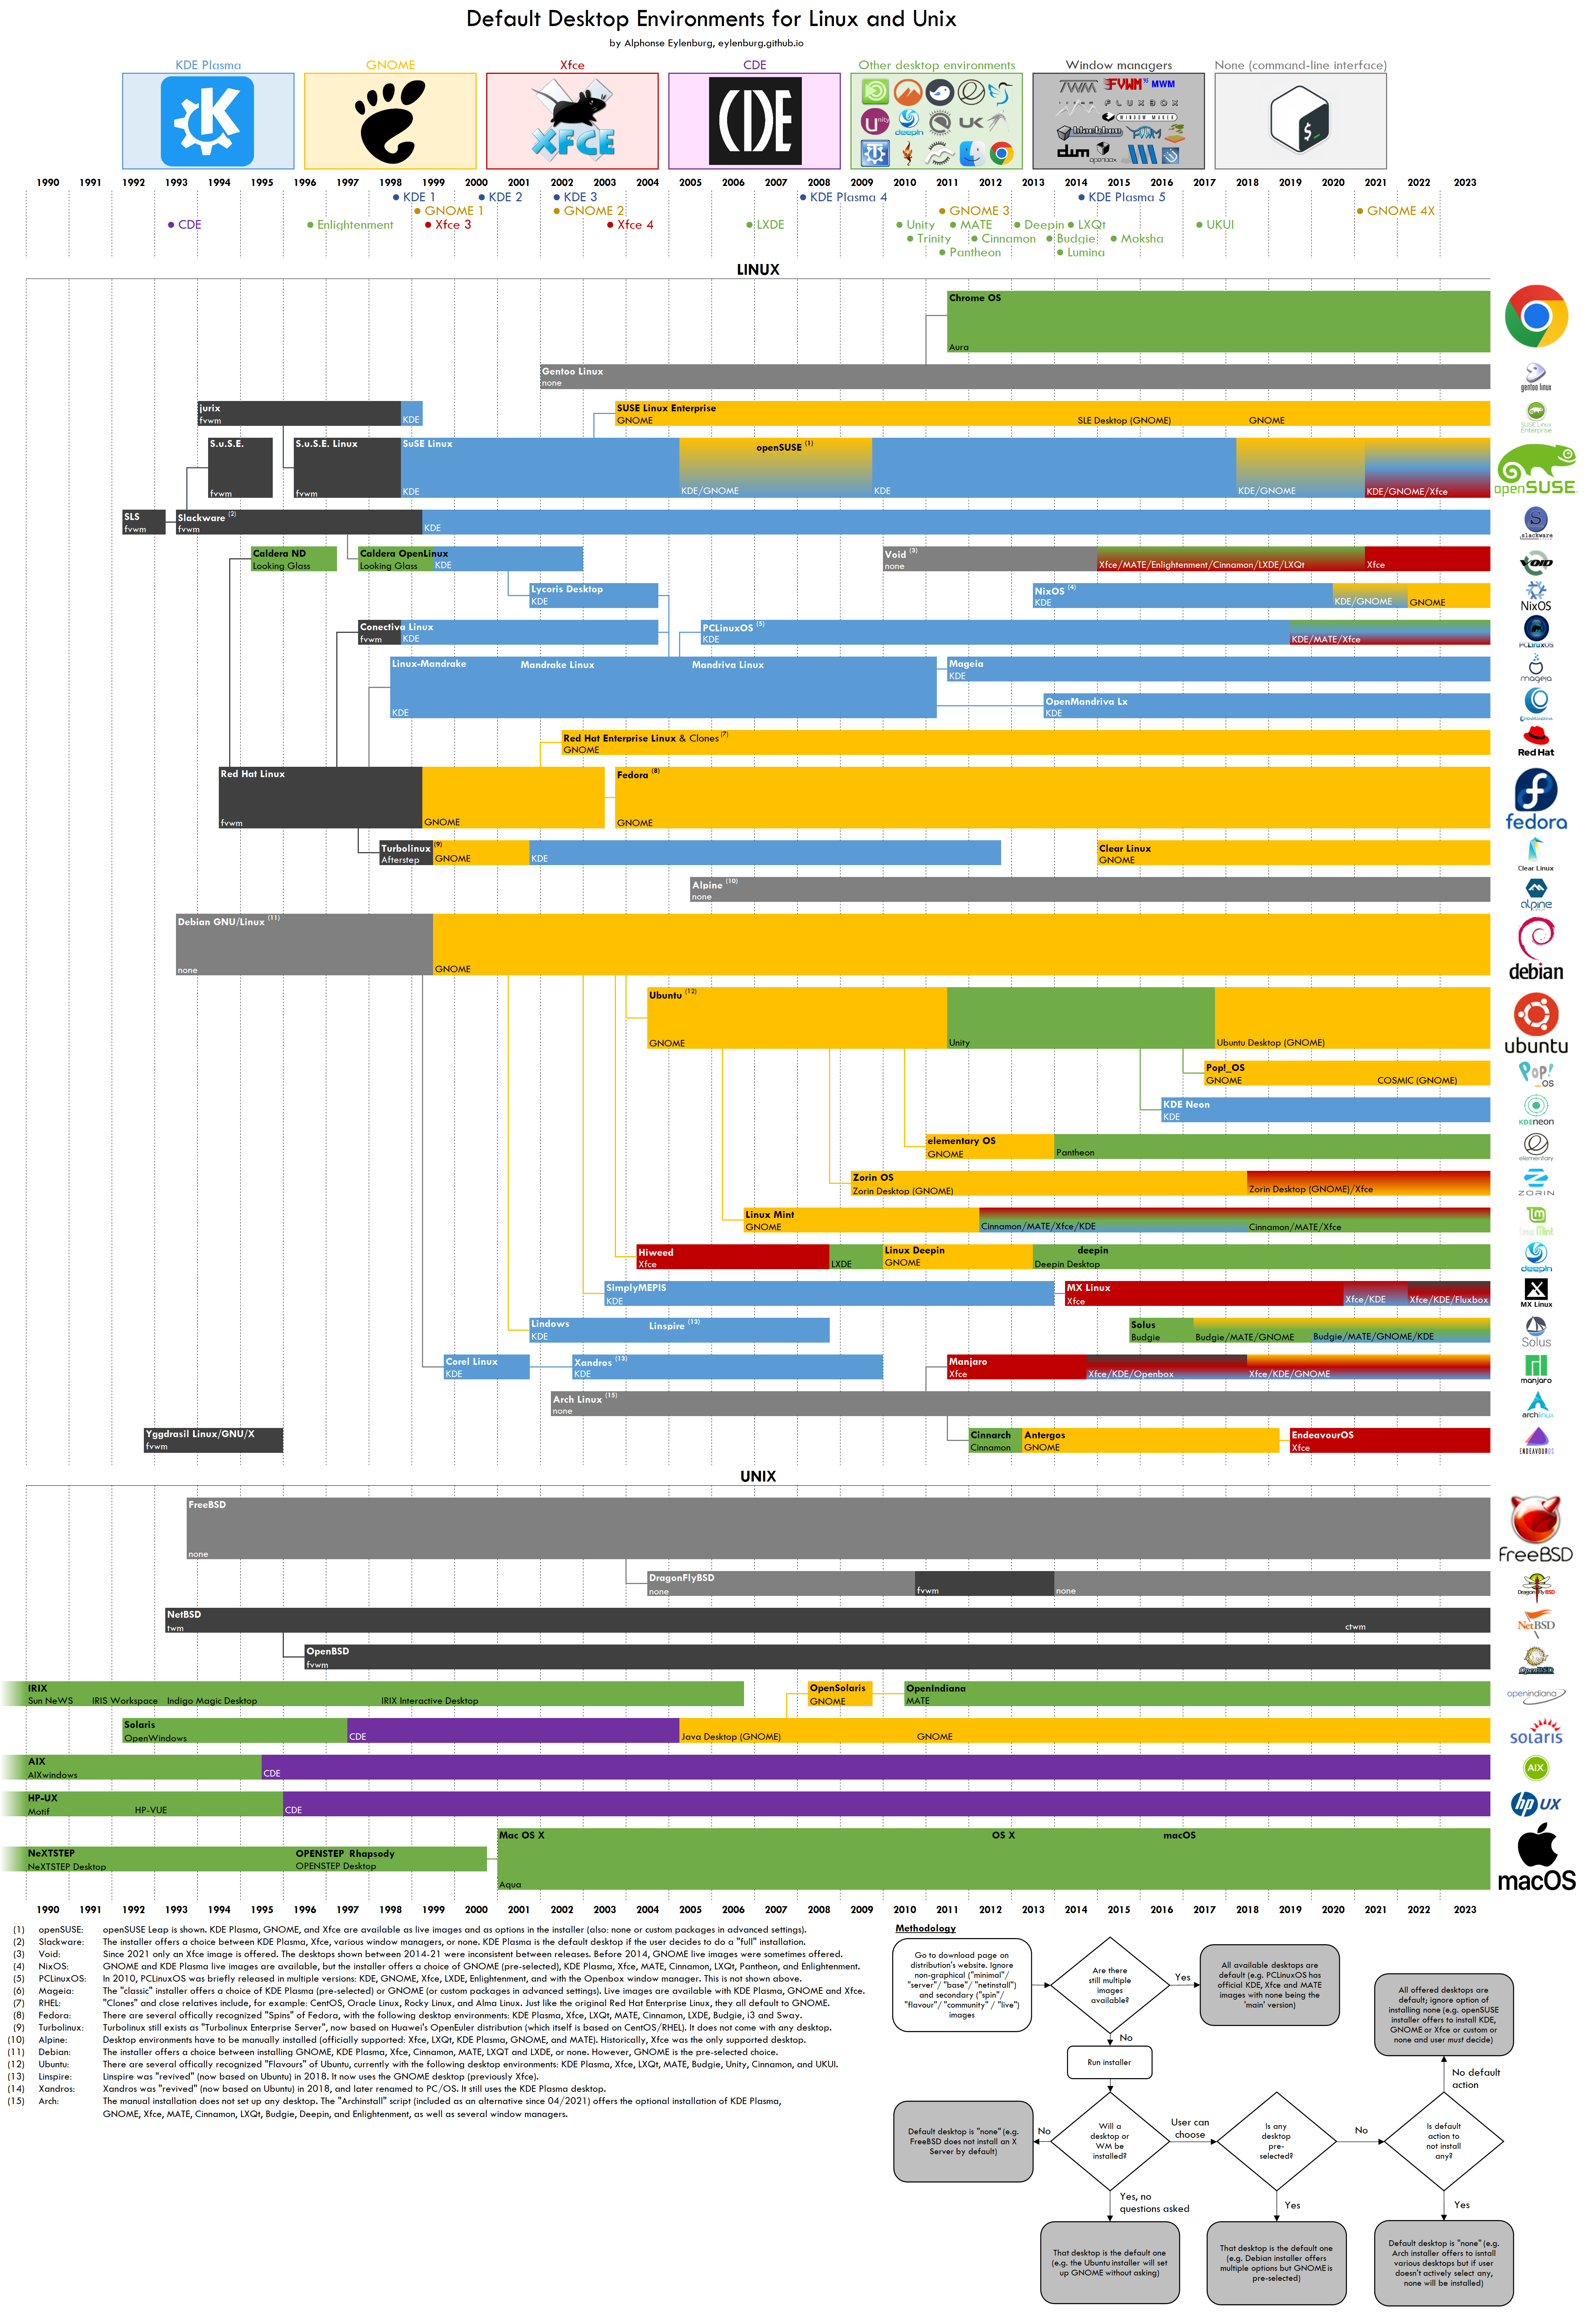 Default Desktop Environments for Linux and Unix
by Alphonse Eylenburg, eylenburg.github.io
KDE Plasma GNOME Xfce CDE Other desktop environments Window managers None (command-line interface)
1990 1991 1992 1993 1994 1995 1996 1997 1998 1999 2000 2001 2002 2003 2004 2005 2006 2007 2008 2009 2010 2011 2012 2013 2014 2015 2016 2017 2018 2019 2020 2021 2022 2023
KDE 1 KDE 2 KDE 3 KDE Plasma 4 KDE Plasma 5
GNOME 1 GNOME 2 GNOME 3 GNOME 4X
CDE Enlightenment Xfce 3 Xfce 4 LXDE Unity MATE Deepin LXQt UKUI
Trinity Cinnamon Budgie Moksha
Pantheon Lumina
LINUX
Chrome OS
Aura
Gentoo Linux
none
gentoo linux
jurix
fvwm KDE
SUSE Linux Enterprise
GNOME SLE Desktop (GNOME) GNOME
SUSE Linux
Enterprise
S.u.S.E. S.u.S.E. Linux SuSE Linux openSUSE (1)
fvwm fvwm KDE KDE/GNOME KDE KDE/GNOME KDE/GNOME/Xfce
openSUSE
SLS Slackware (2)
fvwm fvwm KDE
slackware
Caldera ND Caldera OpenLinux Void (3)
Looking Glass Looking Glass KDE none Xfce/MATE/Enlightenment/Cinnamon/LXDE/LXQt Xfce
VOID
Lycoris Desktop NixOS (4)
KDE KDE KDE/GNOME GNOME
NixOS
Conectiva Linux PCLinuxOS (5)
fvwm KDE KDE KDE/MATE/Xfce
PCLinuxOS
Linux-Mandrake Mandrake Linux Mandriva Linux Mageia
KDE
mageia
OpenMandriva Lx
KDE KDE
OpenMandriva
Red Hat Enterprise Linux & Clones (7)
GNOME
Red Hat
Red Hat Linux Fedora (8)
fvwm GNOME GNOME
fedora
Turbolinux (9) Clear Linux
Afterstep GNOME KDE GNOME
Clear Linux
Alpine (10)
none
alpine
Debian GNU/Linux (11)
none GNOME
debian
Ubuntu (12)
GNOME Unity Ubuntu Desktop (GNOME)
ubuntu
Pop!_OS
GNOME COSMIC (GNOME)
Pop! OS
KDE Neon
KDE
KDE neon
elementary OS
GNOME Pantheon
elementary
Zorin OS
Zorin Desktop (GNOME) Zorin Desktop (GNOME)/Xfce
ZORIN
Linux Mint
GNOME Cinnamon/MATE/Xfce/KDE Cinnamon/MATE/Xfce
Linux Mint
Hiweed Linux Deepin deepin
Xfce LXDE GNOME Deepin Desktop
deepin
SimplyMEPIS MX Linux
KDE Xfce Xfce/KDE Xfce/KDE/Fluxbox
MX Linux
Lindows Linspire (13) Solus
KDE Budgie Budgie/MATE/GNOME Budgie/MATE/GNOME/KDE
Solus
Corel Linux Xandros (13) Manjaro
KDE KDE Xfce Xfce/KDE/Openbox Xfce/KDE/GNOME
manjaro
Arch Linux (15)
none
archlinux
Yggdrasil Linux/GNU/X Cinnarch Antergos EndeavourOS
fvwm Cinnamon GNOME Xfce
ENDEAVOUROS
UNIX
FreeBSD
none
FreeBSD
DragonFlyBSD
none fvwm none
DragonFlyBSD
NetBSD
twm ctwm
NetBSD
OpenBSD
fvwm
OpenBSD
IRIX OpenSolaris OpenIndiana
Sun NeWS IRIS Workspace Indigo Magic Desktop IRIX Interactive Desktop GNOME MATE
openindiana
Solaris
OpenWindows CDE Java Desktop (GNOME) GNOME
solaris
AIX
AIXwindows CDE
AIX
HP-UX
Motif HP-VUE CDE
hp UX
Mac OS X OS X macOS
NeXTSTEP OPENSTEP Rhapsody
NeXTSTEP Desktop OPENSTEP Desktop
Aqua
macOS
1990 1991 1992 1993 1994 1995 1996 1997 1998 1999 2000 2001 2002 2003 2004 2005 2006 2007 2008 2009 2010 2011 2012 2013 2014 2015 2016 2017 2018 2019 2020 2021 2022 2023
(1) openSUSE: openSUSE Leap is shown. KDE Plasma, GNOME, and Xfce are available as live images and as options in the installer (also: none or custom packages in advanced settings).
(2) Slackware: The installer offers a choice between KDE Plasma, Xfce, various window managers, or none. KDE Plasma is the default desktop if the user decides to do a "full" installation.
(3) Void: Since 2021 only an Xfce image is offered. The desktops shown between 2014-21 were inconsistent between releases. Before 2014, GNOME live images were sometimes offered.
(4) NixOS: GNOME and KDE Plasma live images are available, but the installer offers a choice of GNOME (pre-selected), KDE Plasma, Xfce, MATE, Cinnamon, LXQt, Pantheon, and Enlightenment.
(5) PCLinuxOS: In 2010, PCLinuxOS was briefly released in multiple versions: KDE, GNOME, Xfce, LXDE, Enlightenment, and with the Openbox window manager. This is not shown above.
(6) Mageia: The "classic" installer offers a choice of KDE Plasma (pre-selected) or GNOME (or custom packages in advanced settings). Live images are available with KDE Plasma, GNOME and Xfce.
(7) RHEL: "Clones" and close relatives include, for example: CentOS, Oracle Linux, Rocky Linux, and Alma Linux. Just like the original Red Hat Enterprise Linux, they all default to GNOME.
(8) Fedora: There are several offically recognized "Spins" of Fedora, with the following desktop environments: KDE Plasma, Xfce, LXQt, MATE, Cinnamon, LXDE, Budgie, i3 and Sway.
(9) Turbolinux: Turbolinux still exists as "Turbolinux Enterprise Server", now based on Huawei's OpenEuler distribution (which itself is based on CentOS/RHEL). It does not come with any desktop.
(10) Alpine: Desktop environments have to be manually installed (officially supported: Xfce, LXQt, KDE Plasma, GNOME, and MATE). Historically, Xfce was the only supported desktop.
(11) Debian: The installer offers a choice between installing GNOME, KDE Plasma, Xfce, Cinnamon, MATE, LXQT and LXDE, or none. However, GNOME is the pre-selected choice.
(12) Ubuntu: There are several offically recognized "Flavours" of Ubuntu, currently with the following desktop environments: KDE Plasma, Xfce, LXQt, MATE, Budgie, Unity, Cinnamon, and UKUI.
(13) Linspire: Linspire was "revived" (now based on Ubuntu) in 2018. It now uses the GNOME desktop (previously Xfce).
(14) Xandros: Xandros was "revived" (now based on Ubuntu) in 2018, and later renamed to PC/OS. It still uses the KDE Plasma desktop.
(15) Arch: The manual installation does not set up any desktop. The "Archinstall" script (included as an alternative since 04/2021) offers the optional installation of KDE Plasma,
GNOME, Xfce, MATE, Cinnamon, LXQt, Budgie, Deepin, and Enlightenment, as well as several window managers.
Methodology
Go to download page on
distribution's website. Ignore
non-graphical ("minimal"/
"server"/ "base"/ "netinstall")
and secondary ("spin"/
"flavour"/ "community" / "live")
images
Are there
still multiple
images
available?
Yes
All available desktops are
default (e.g. PCLinuxOS has
official KDE, Xfce and MATE
images with none being the
'main' version)
All offered desktops are
default; ignore option of
installing none (e.g. openSUSE
installer offers to install KDE,
GNOME or Xfce or custom or
none and user must decide)
No
Run installer
No default
action
Default desktop is "none" (e.g.
FreeBSD does not install an X
Server by default)
No
Will a
desktop or
WM be
installed?
User can
choose
Is any
desktop
pre-
selected?
No
Is default
action to
not install
any?
Yes, no
questions asked
Yes
Yes
That desktop is the default one
(e.g. the Ubuntu installer will set
up GNOME without asking)
That desktop is the default one
(e.g. Debian installer offers
multiple options but GNOME is
pre-selected)
Default desktop is "none" (e.g.
Arch installer offers to isntall
various desktops but if user
doesn't actively select any,
none will be installed)